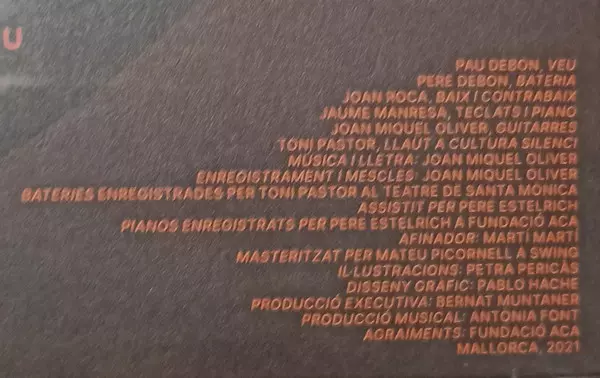 U
PAU DEBON, VEU
PERE DEBON, BATERIA
JOAN ROCA, BAIX I CONTRABAIX
JAUME MANRESA, TECLATS I PIANO
JOAN MIQUEL OLIVER, GUITARRES
TONI PASTOR, LLAUT A CULTURA SILENCI
MÚSICA I LLETRA: JOAN MIQUEL OLIVER
ENREGISTRAMENT I MESCLES: JOAN MIQUEL OLIVER
BATERIES ENREGISTRADES PER TONI PASTOR AL TEATRE DE SANTA MÒNICA
ASSISTIT PER PERE ESTELRICH
PIANOS ENREGISTRATS PER PERE ESTELRICH A FUNDACIÓ ACA
AFINADOR: MARTÍ MARTÍ
MASTERITZAT PER MATEU PICORNELL A SWING
IL·LUSTRACIONS: PETRA PERICÀS
DISSENY GRÀFIC: PABLO HACHE
PRODUCCIÓ EXECUTIVA: BERNAT MUNTANER
PRODUCCIÓ MUSICAL: ANTÒNIA FONT
AGRAÏMENTS: FUNDACIÓ ACA
MALLORCA, 2021